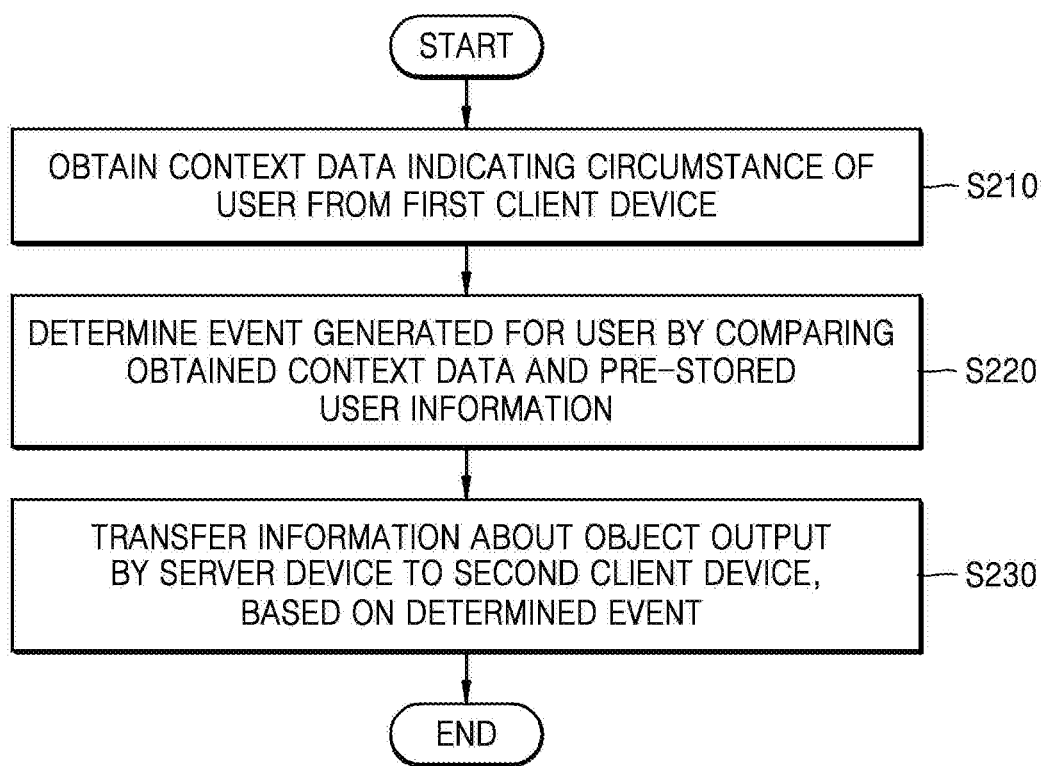 START
OBTAIN CONTEXT DATA INDICATING CIRCUMSTANCE OF
USER FROM FIRST CLIENT DEVICE
S210
DETERMINE EVENT GENERATED FOR USER BY COMPARING
OBTAINED CONTEXT DATA AND PRE-STORED
USER INFORMATION
S220
TRANSFER INFORMATION ABOUT OBJECT OUTPUT
BY SERVER DEVICE TO SECOND CLIENT DEVICE,
BASED ON DETERMINED EVENT
S230
END